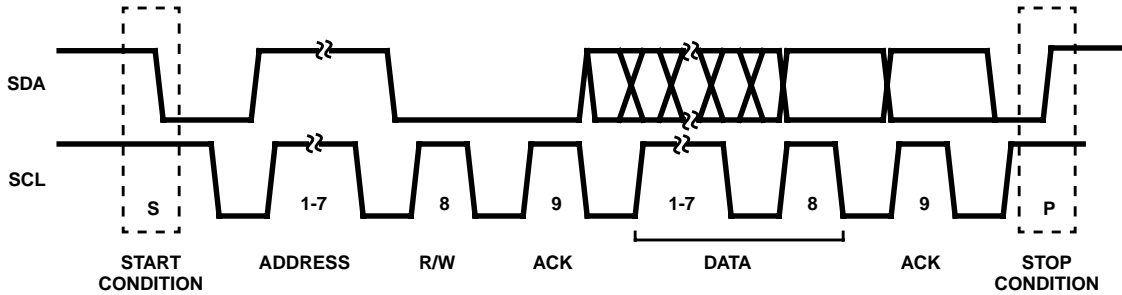 SDA
SCL
S 1-7 8 9 1-7 8 9 P
START CONDITION ADDRESS R/W ACK DATA ACK STOP CONDITION